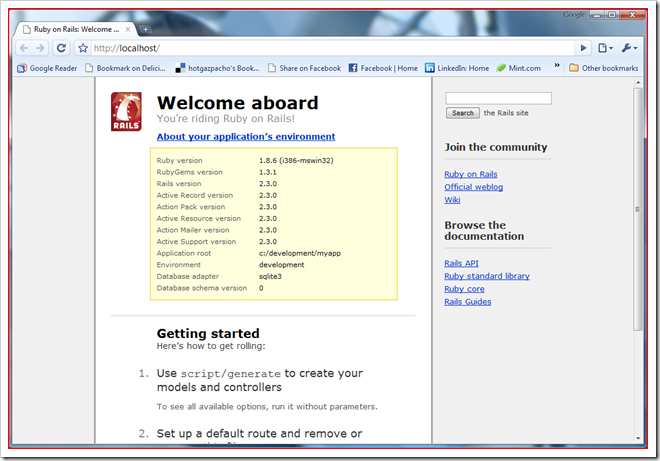 Google
Ruby on Rails: Welcome ...
http://localhost/
Google Reader Bookmark on Delici... hotgazpacho's Book... Share on Facebook Facebook | Home LinkedIn: Home Mint.com » Other bookmarks
RAILS
Welcome aboard
You're riding Ruby on Rails!
About your application's environment
Ruby version 1.8.6 (i386-mswin32)
RubyGems version 1.3.1
Rails version 2.3.0
Active Record version 2.3.0
Action Pack version 2.3.0
Active Resource version 2.3.0
Action Mailer version 2.3.0
Active Support version 2.3.0
Application root c:/development/myapp
Environment development
Database adapter sqlite3
Database schema version 0
Getting started
Here's how to get rolling:
1. Use script/generate to create your
models and controllers
To see all available options, run it without parameters.
2. Set up a default route and remove or
Search the Rails site
Join the community
Ruby on Rails
Official weblog
Wiki
Browse the
documentation
Rails API
Ruby standard library
Ruby core
Rails Guides